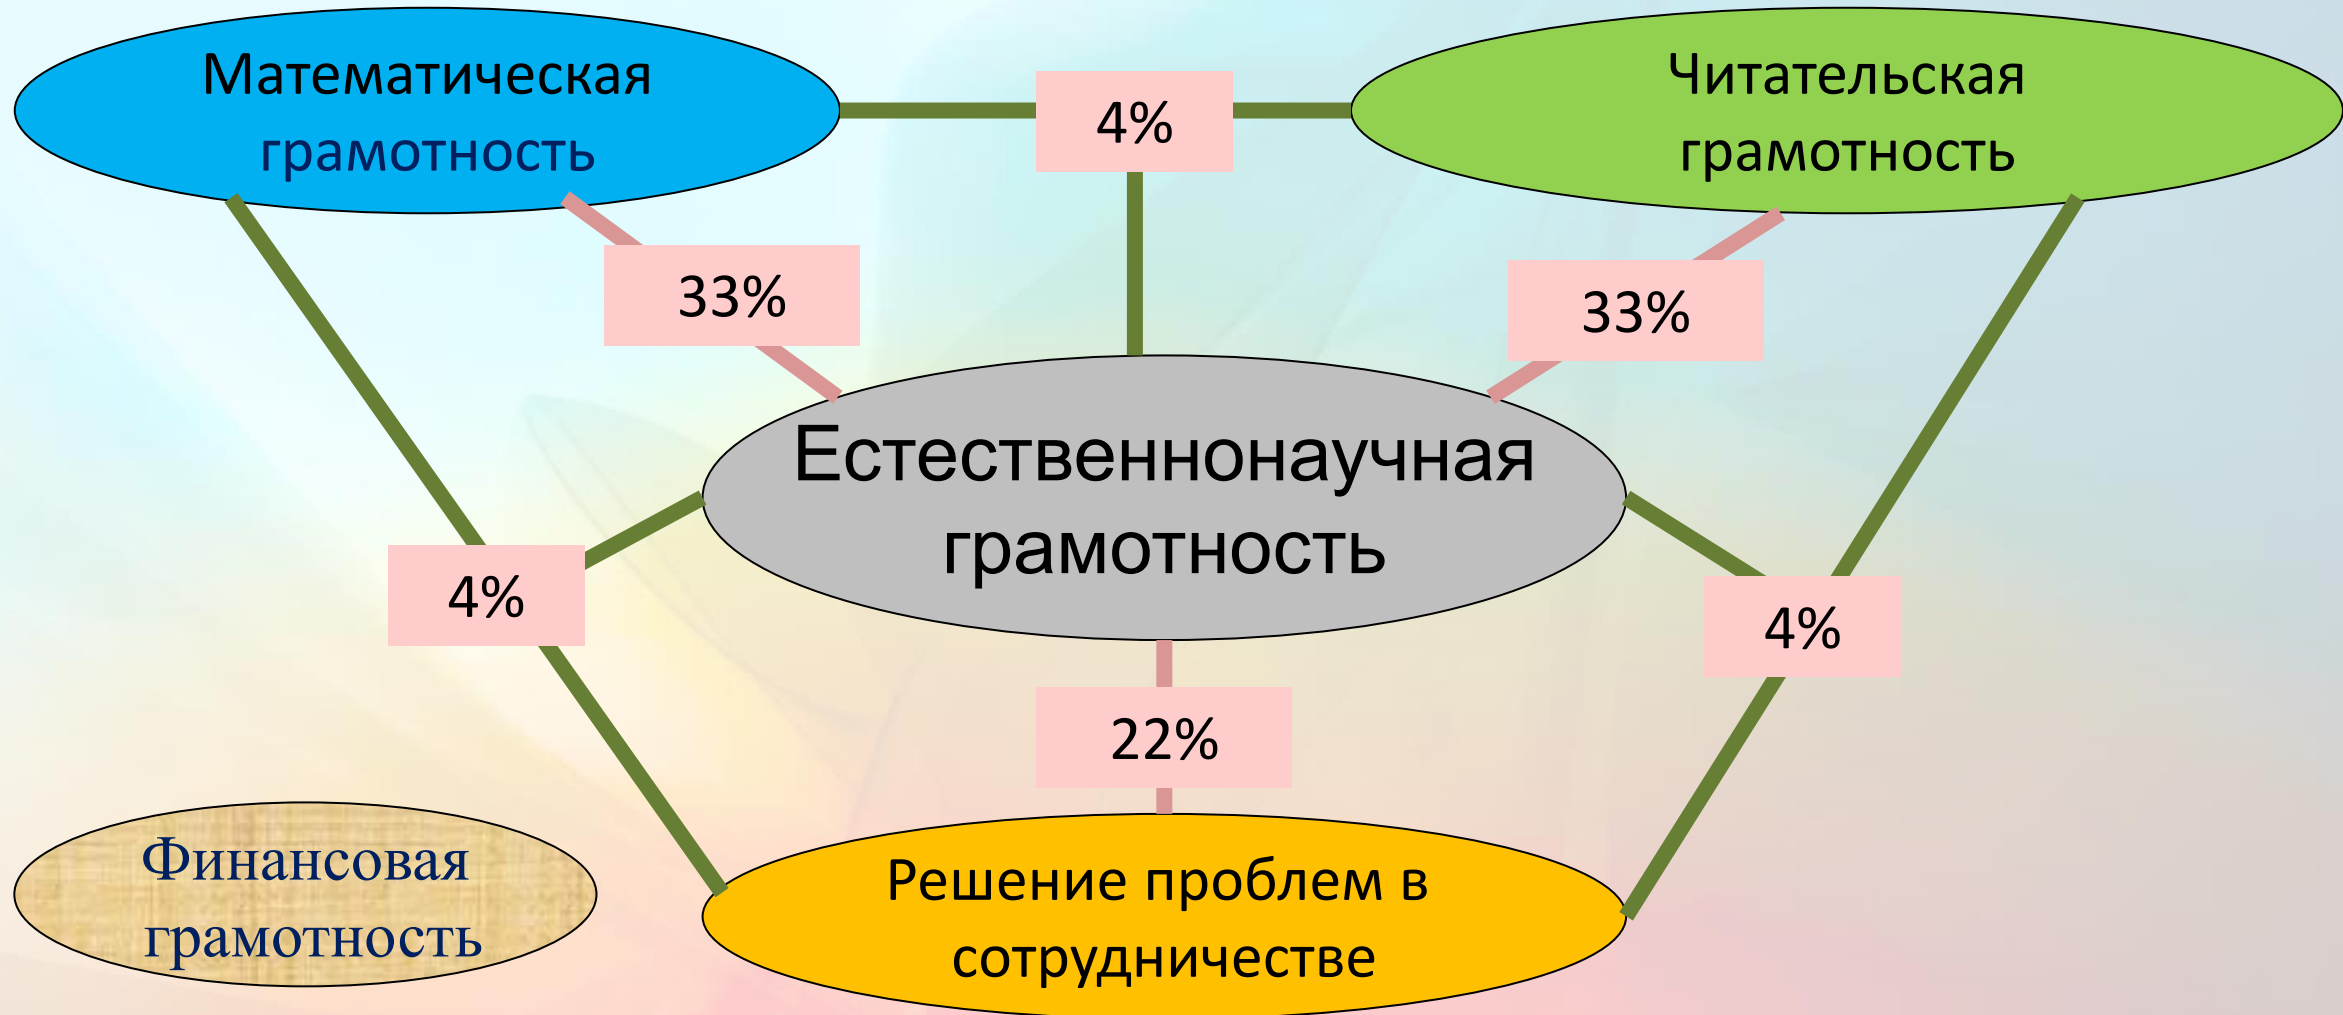 Математическая
грамотность
4%
Читательская
грамотность
33%
33%
Естественнонаучная
грамотность
4%
4%
22%
Финансовая
грамотность
Решение проблем в
сотрудничестве